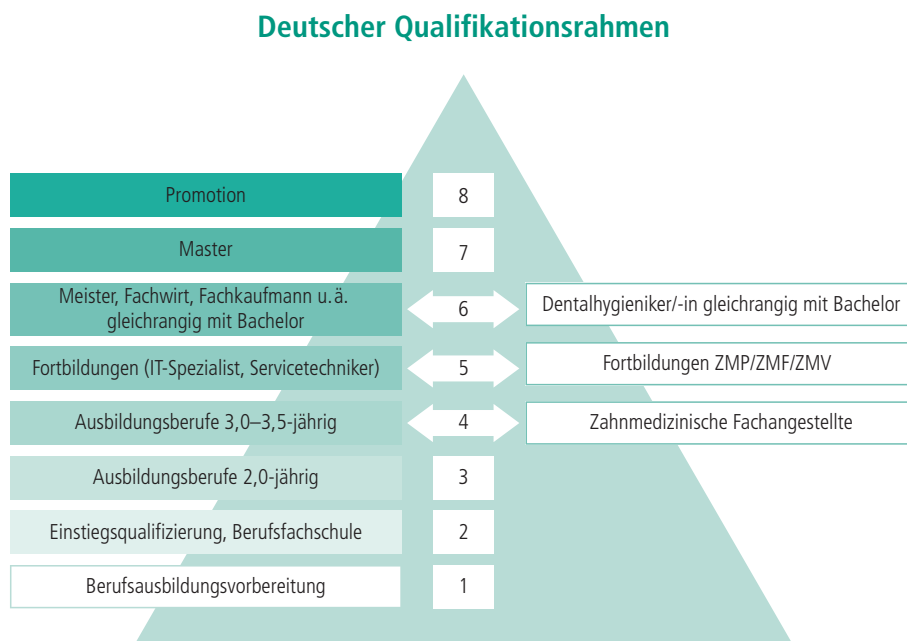 Deutscher Qualifikationsrahmen
Promotion
8
Master
7
Meister, Fachwirt, Fachkaufmann u. ä.
gleichrangig mit Bachelor
6
Dentalhygieniker/-in gleichrangig mit Bachelor
Fortbildungen (IT-Spezialist, Servicetechniker)
5
Fortbildungen ZMP/ZMF/ZMV
Ausbildungsberufe 3,0–3,5-jährig
4
Zahnmedizinische Fachangestellte
Ausbildungsberufe 2,0-jährig
3
Einstiegsqualifizierung, Berufsfachschule
2
Berufsausbildungsvorbereitung
1